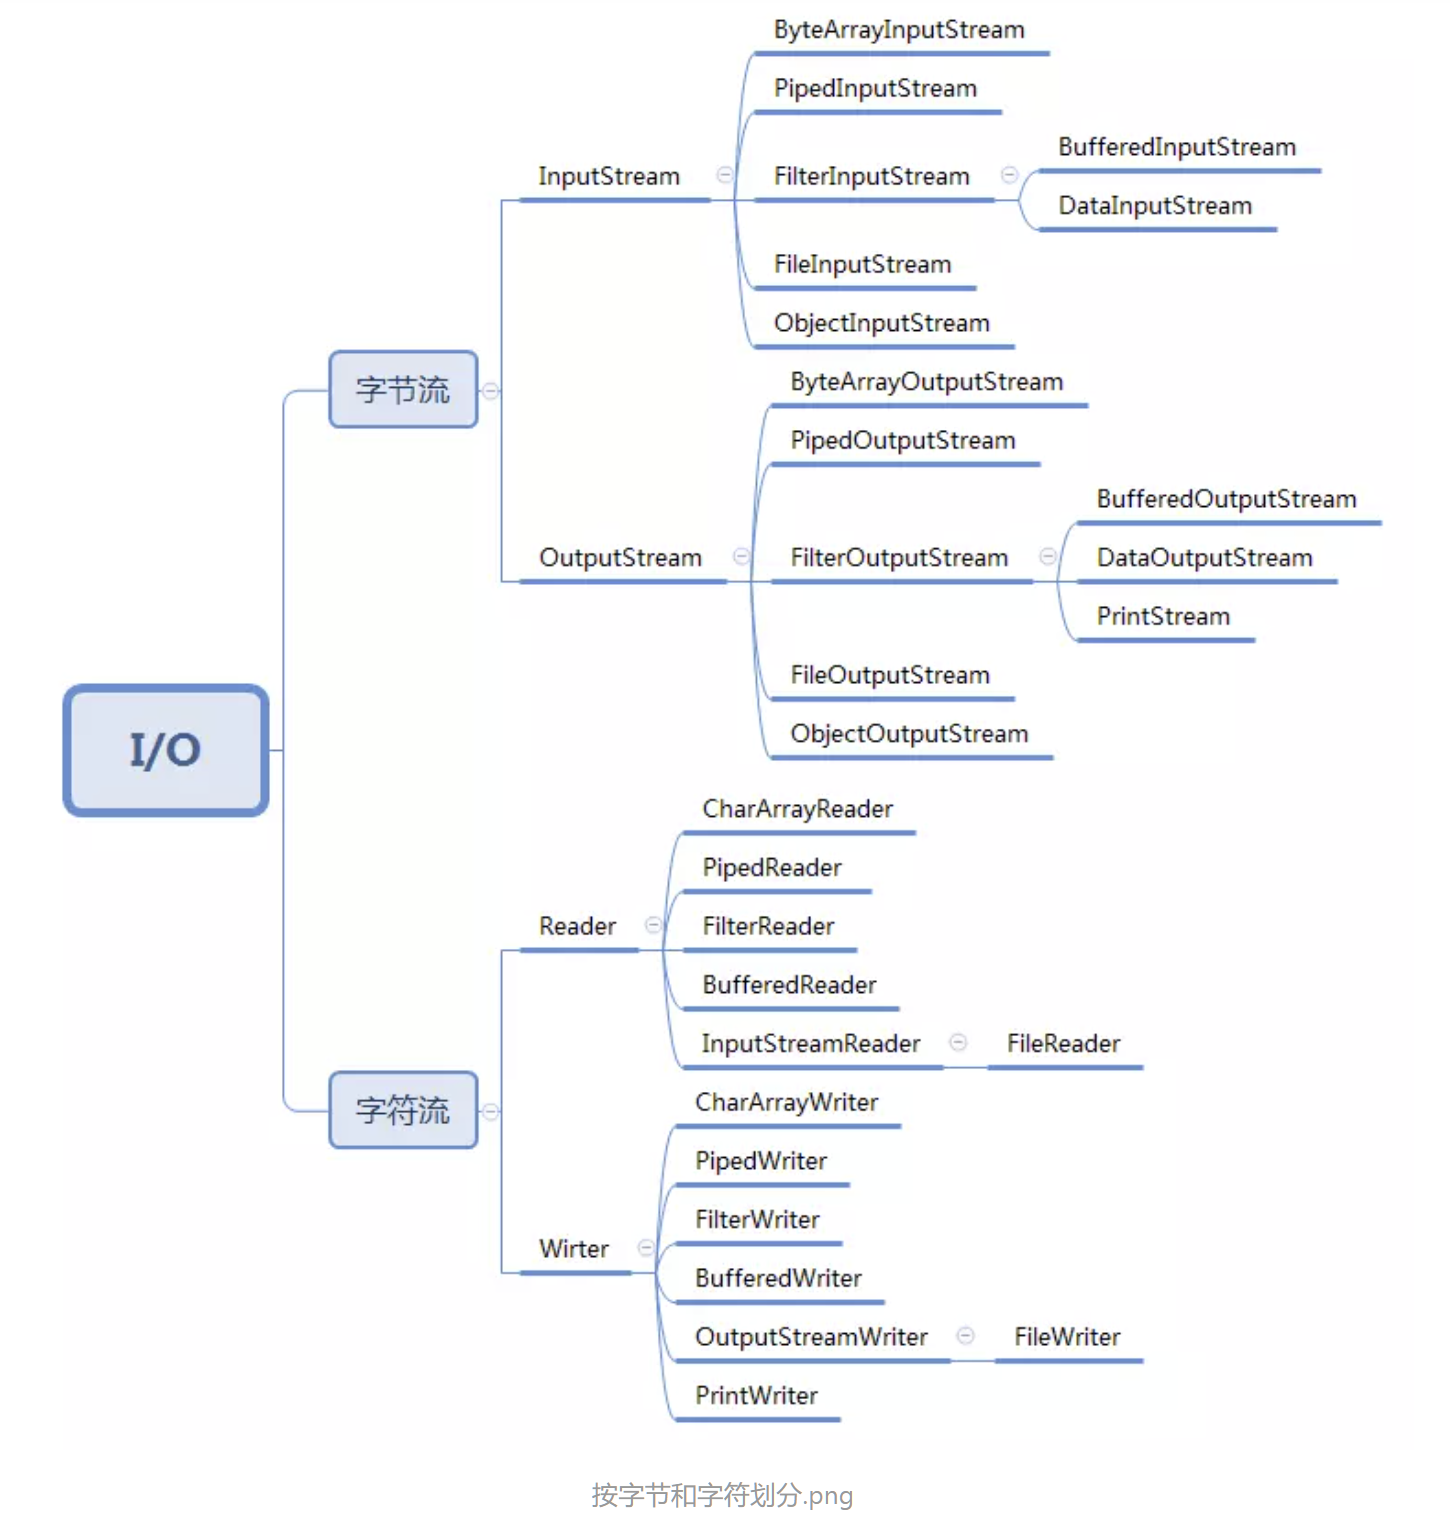 I/O
字节流
InputStream
ByteArrayInputStream
PipedInputStream
FilterInputStream
BufferedInputStream
DataInputStream
FileInputStream
ObjectInputStream
OutputStream
ByteArrayOutputStream
PipedOutputStream
FilterOutputStream
BufferedOutputStream
DataOutputStream
PrintStream
FileOutputStream
ObjectOutputStream
字符流
Reader
CharArrayReader
PipedReader
FilterReader
BufferedReader
InputStreamReader
FileReader
Wirter
CharArrayWriter
PipedWriter
FilterWriter
BufferedWriter
OutputStreamWriter
FileWriter
PrintWriter
按字节和字符划分.png